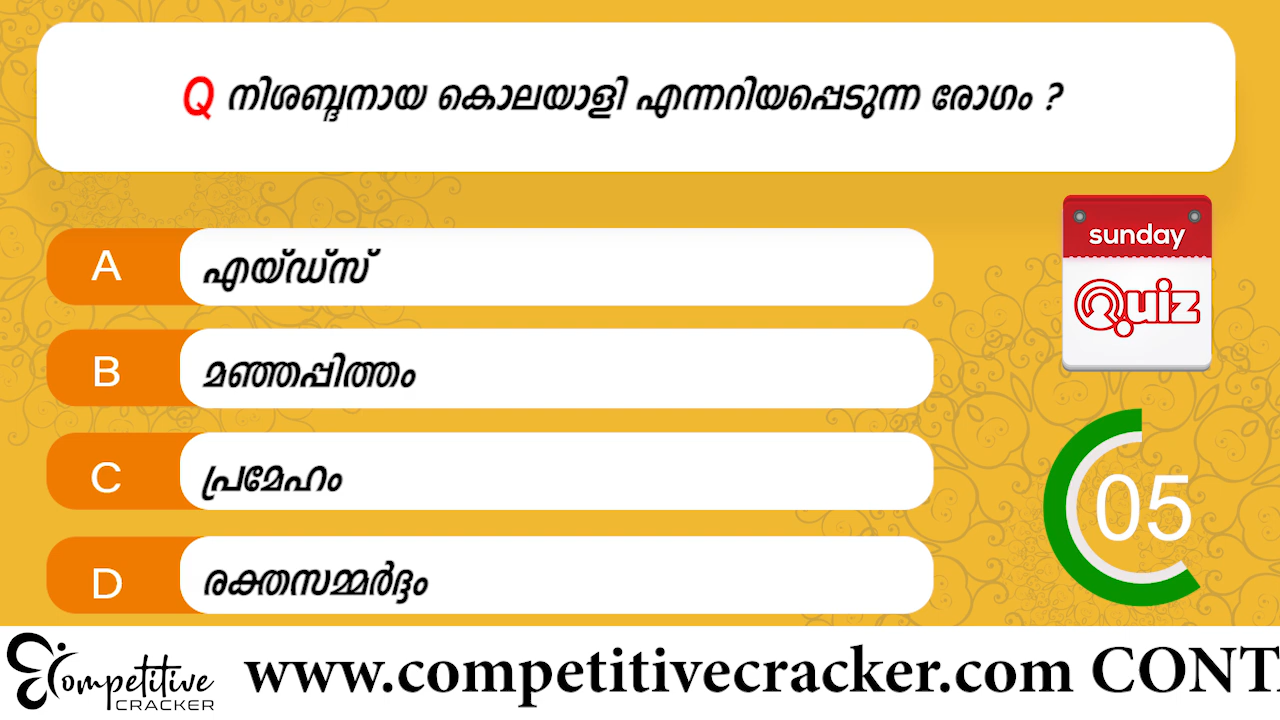 Q നിശബ്ദനായ കൊലയാളി എന്നറിയപ്പെടുന്ന രോഗം ?
A എയ്ഡ്സ്
B മഞ്ഞപ്പിത്തം
C പ്രമേഹം
D രക്തസമ്മർദ്ദം
sunday
Quiz
05
Competitive
CRACKER
www.competitivecracker.com CONT